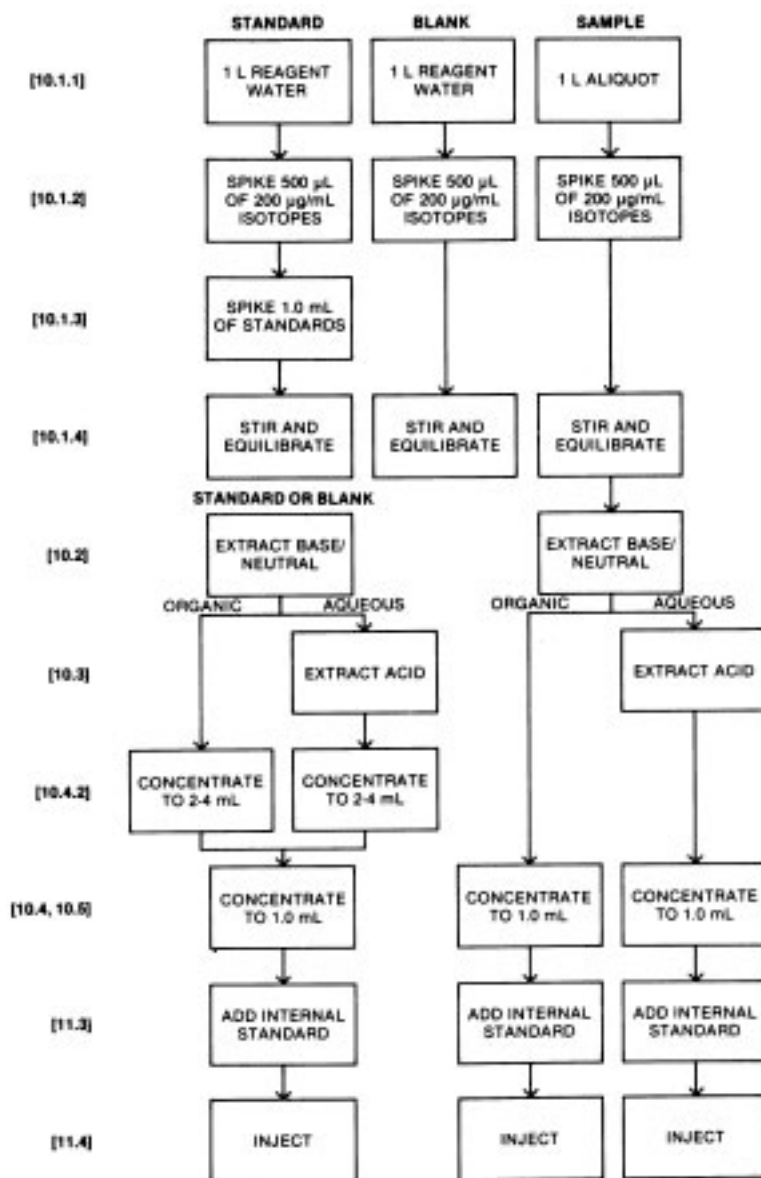 STANDARD BLANK SAMPLE
[10.1.1]
1 L REAGENT
WATER
1 L REAGENT
WATER
1 L ALIQUOT
[10.1.2]
SPIKE 500 µL
OF 200 µg/mL
ISOTOPES
SPIKE 500 µL
OF 200 µg/mL
ISOTOPES
SPIKE 500 µL
OF 200 µg/mL
ISOTOPES
[10.1.3]
SPIKE 1.0 mL
OF STANDARDS
[10.1.4]
STIR AND
EQUILIBRATE
STIR AND
EQUILIBRATE
STIR AND
EQUILIBRATE
STANDARD OR BLANK
[10.2]
EXTRACT BASE/
NEUTRAL
EXTRACT BASE/
NEUTRAL
ORGANIC AQUEOUS ORGANIC AQUEOUS
[10.3]
EXTRACT ACID
EXTRACT ACID
[10.4.2]
CONCENTRATE
TO 2-4 mL
CONCENTRATE
TO 2-4 mL
[10.4, 10.5]
CONCENTRATE
TO 1.0 mL
CONCENTRATE
TO 1.0 mL
CONCENTRATE
TO 1.0 mL
[11.3]
ADD INTERNAL
STANDARD
ADD INTERNAL
STANDARD
ADD INTERNAL
STANDARD
[11.4]
INJECT
INJECT
INJECT